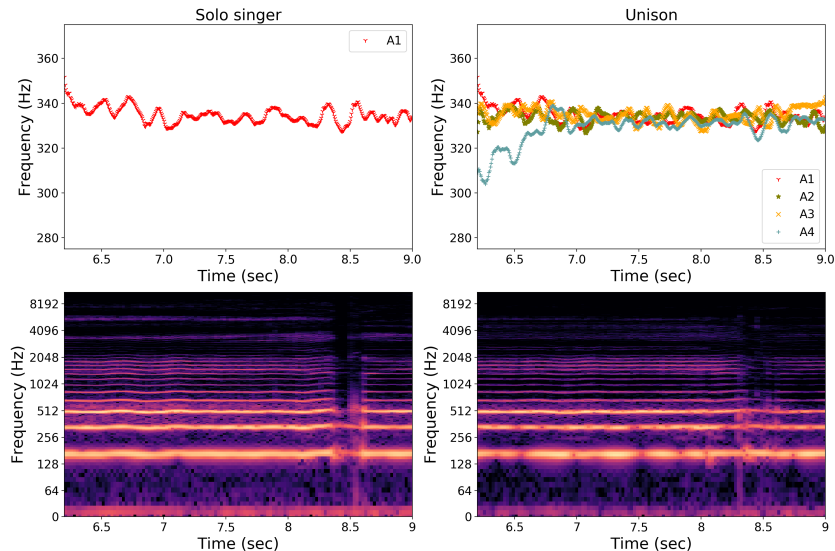 Solo singer
Frequency (Hz)
360
340
320
300
280
A1
6.5 7.0 7.5 8.0 8.5 9.0
Time (sec)
Unison
Frequency (Hz)
360
340
320
300
280
A1
A2
A3
A4
6.5 7.0 7.5 8.0 8.5 9.0
Time (sec)
Frequency (Hz)
8192
4096
2048
1024
512
256
128
64
0
6.5 7 7.5 8 8.5 9
Time (sec)
Frequency (Hz)
8192
4096
2048
1024
512
256
128
64
0
6.5 7 7.5 8 8.5 9
Time (sec)